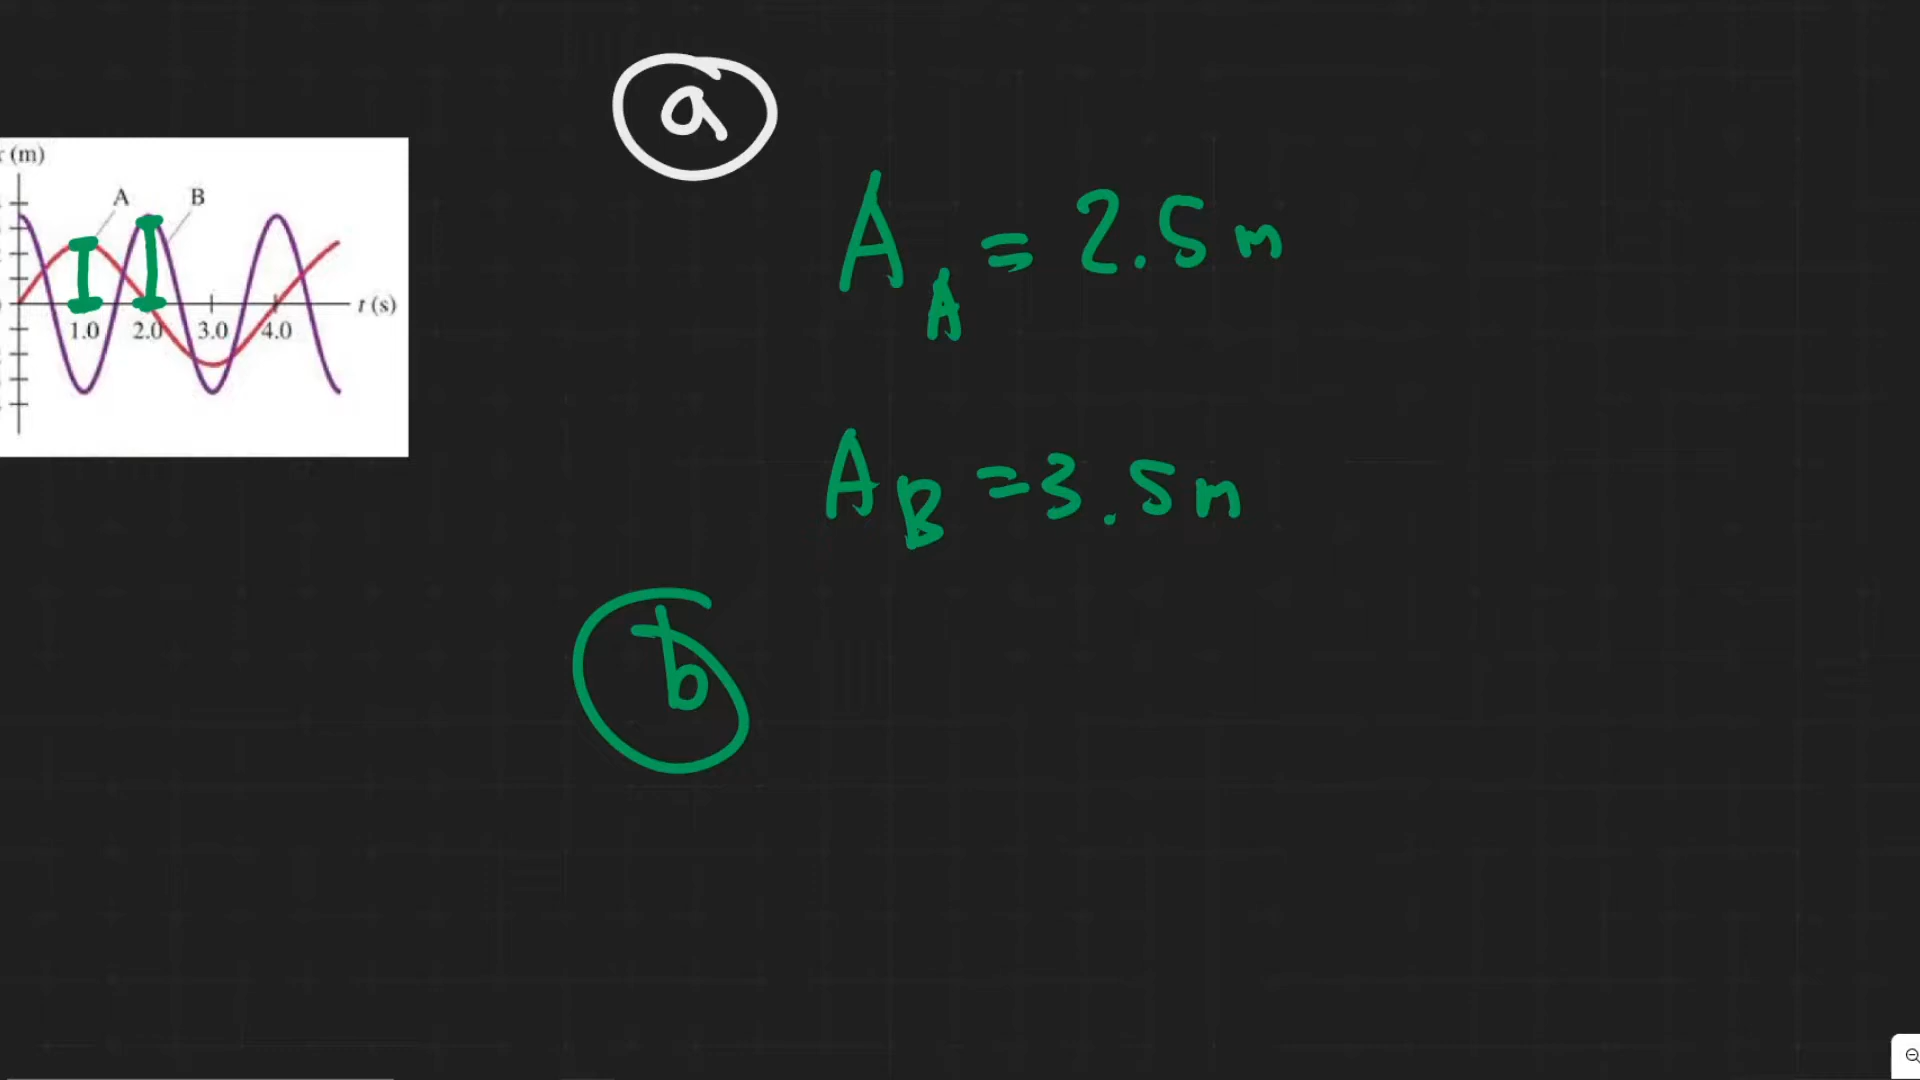 a
(m)
A B
t (s)
1.0 2.0 3.0 4.0
A_A = 2.5 m
A_B = 3.5 m
b